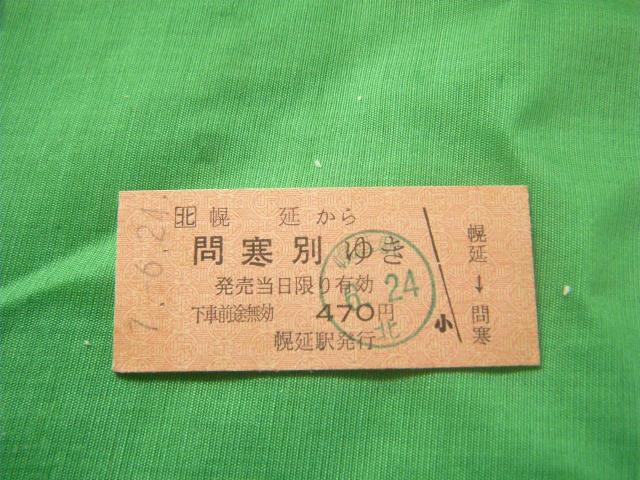 7.-6.24.
北 幌延から
問寒別ゆき
発売当日限り有効
下車前途無効 470円
幌延駅発行
小
幌延→問寒
6 24
北